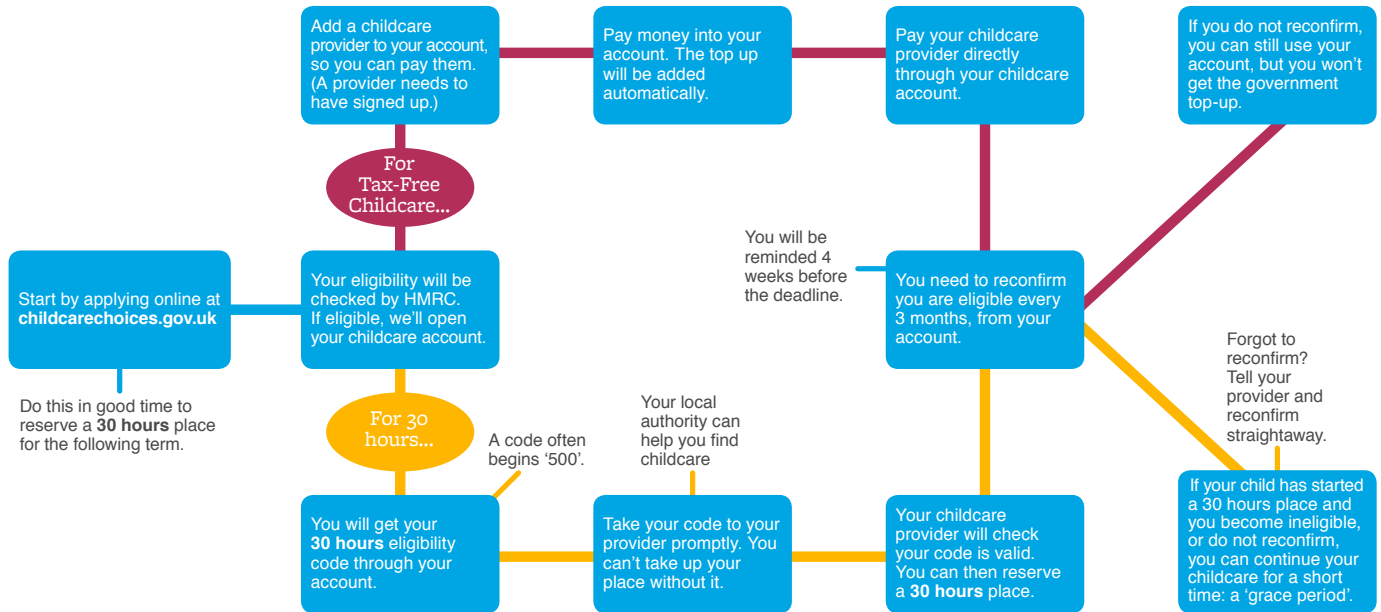 Add a childcare
provider to your account,
so you can pay them.
(A provider needs to
have signed up.)
Pay money into your
account. The top up
will be added
automatically.
Pay your childcare
provider directly
through your childcare
account.
If you do not reconfirm,
you can still use your
account, but you won’t
get the government
top-up.
For
Tax-Free
Childcare...
Start by applying online at
childcarechoices.gov.uk
Do this in good time to
reserve a 30 hours place
for the following term.
Your eligibility will be
checked by HMRC.
If eligible, we’ll open
your childcare account.
You will be
reminded 4
weeks before
the deadline.
You need to reconfirm
you are eligible every
3 months, from your
account.
For 30
hours...
A code often
begins ‘500’.
Your local
authority can
help you find
childcare
Forgot to
reconfirm?
Tell your
provider and
reconfirm
straightaway.
You will get your
30 hours eligibility
code through your
account.
Take your code to your
provider promptly. You
can’t take up your
place without it.
Your childcare
provider will check
your code is valid.
You can then reserve
a 30 hours place.
If your child has started
a 30 hours place and
you become ineligible,
or do not reconfirm,
you can continue your
childcare for a short
time: a ‘grace period’.